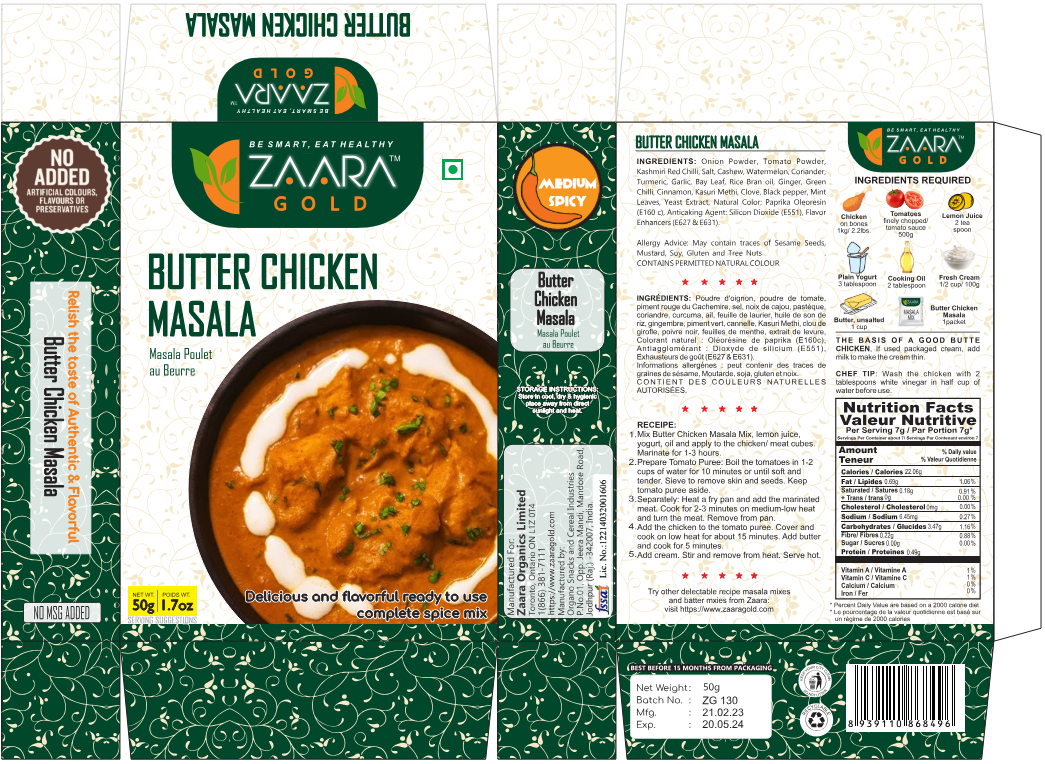 BUTTER CHICKEN MASALA
BE SMART, EAT HEALTHY
ZAARA™
GOLD
NO
ADDED
ARTIFICIAL COLOURS,
FLAVOURS OR
PRESERVATIVES
Relish the taste of Authentic & Flavorful
Butter Chicken Masala
NO MSG ADDED
BE SMART, EAT HEALTHY
ZAARA™
GOLD
BUTTER CHICKEN
MASALA
Masala Poulet
au Beurre
NET WT.
50g
POIDS WT.
1.7oz
SERVING SUGGESTIONS
Delicious and flavorful ready to use
complete spice mix
MEDIUM
SPICY
Butter
Chicken
Masala
Masala Poulet
au Beurre
STORAGE INSTRUCTIONS:
Store in cool, dry & hygienic
place away from direct
sunlight and heat.
Manufactured For:
Zaara Organics Limited
Toronto, Ontario ON L1Z 0T4
1(866) 381-7111
https://www.zaaragold.com
Manufactured by:
Organo Snacks and Cereal Industries
P.No.01, Opp. Jeera Mandi, Mandore Road,
Jodhpur (Raj.) -342007, India.
fssai Lic. No.:12214032001606
BUTTER CHICKEN MASALA
INGREDIENTS: Onion Powder, Tomato Powder,
Kashmiri Red Chilli, Salt, Cashew, Watermelon, Coriander,
Turmeric, Garlic, Bay Leaf, Rice Bran oil, Ginger, Green
Chilli, Cinnamon, Kasuri Methi, Clove, Black pepper, Mint
Leaves, Yeast Extract, Natural Color: Paprika Oleoresin
(E160 c), Anticaking Agent: Silicon Dioxide (E551), Flavor
Enhancers (E627 & E631).
Allergy Advice: May contain traces of Sesame Seeds,
Mustard, Soy, Gluten and Tree Nuts .
CONTAINS PERMITTED NATURAL COLOUR
INGRÉDIENTS: Poudre d'oignon, poudre de tomate,
piment rouge du Cachemire, sel, noix de cajou, pastèque,
coriandre, curcuma, ail, feuille de laurier, huile de son de
riz, gingembre, piment vert, cannelle, Kasuri Methi, clou de
girofle, poivre noir, feuilles de menthe, extrait de levure,
Colorant naturel : Oléorésine de paprika (E160c),
Antiagglomérant : Dioxyde de silicium (E551),
Exhausteurs de goût (E627 & E631).
Informations allergènes : peut contenir des traces de
graines de sésame, Moutarde, soja, gluten et noix.
CONTIENT DES COULEURS NATURELLES
AUTORISÉES.
RECEIPE:
1. Mix Butter Chicken Masala Mix, lemon juice,
yogurt, oil and apply to the chicken/ meat cubes.
Marinate for 1-3 hours.
2. Prepare Tomato Puree: Boil the tomatoes in 1-2
cups of water for 10 minutes or until soft and
tender. Sieve to remove skin and seeds. Keep
tomato puree aside.
3. Separately: Heat a fry pan and add the marinated
meat. Cook for 2-3 minutes on medium-low heat
and turn the meat. Remove from pan.
4. Add the chicken to the tomato puree. Cover and
cook on low heat for about 15 minutes. Add butter
and cook for 5 minutes.
5. Add cream. Stir and remove from heat. Serve hot.
Try other delectable recipe masala mixes
and batter mixies from Zaara:
visit https://www.zaaragold.com
BE SMART, EAT HEALTHY
ZAARA™
GOLD
INGREDIENTS REQUIRED
Chicken
on bones
1kg/ 2.2lbs.
Tomatoes
finely chopped/
tomato sauce
500g
Lemon Juice
2 tea
spoon
Plain Yogurt
3 tablespoon
Cooking Oil
2 tablespoon
Fresh Cream
1/2 cup/ 100g
Butter, unsalted
1 cup
MASALA
MIX
Butter Chicken
Masala
1packet
THE BASIS OF A GOOD BUTTE
CHICKEN. If used packaged cream, add
milk to make the cream thin.
CHEF TIP: Wash the chicken with 2
tablespoons white vinegar in half cup of
water before use.
Nutrition Facts
Valeur Nutritive
Per Serving 7g / Par Portion 7g*
Servings Per Container about 7/ Servings Par Contenant environ 7
Amount
Teneur
% Daily value
% Valeur Quotidienne
Calories / Calories 22.06g
Fat / Lipides 0.69g 1.06%
Saturated / Satures 0.18g 0.91 %
+ Trans / trans 0g 0.00 %
Cholesterol / Cholesterol 0mg 0.00%
Sodium / Sodium 6.45mg 0.27%
Carbohydrates / Glucides 3.47g 1.16%
Fibre/ Fibres 0.22g 0.88%
Sugar / Sucres 0.00g 0.00%
Protein / Proteines 0.49g
Vitamin A / Vitamine A 1%
Vitamin C / Vitamine C 1%
Calcium / Calcium 0%
Iron / Fer 0%
* Percent Daily Value are based on a 2000 calorie diet
* Lo pourcentage de la valeur quotidienne est basé sur
un régime de 2000 calories
BEST BEFORE 15 MONTHS FROM PACKAGING
Net Weight: 50g
Batch No. : ZG 130
Mfg. : 21.02.23
Exp. : 20.05.24
8 939110 868496